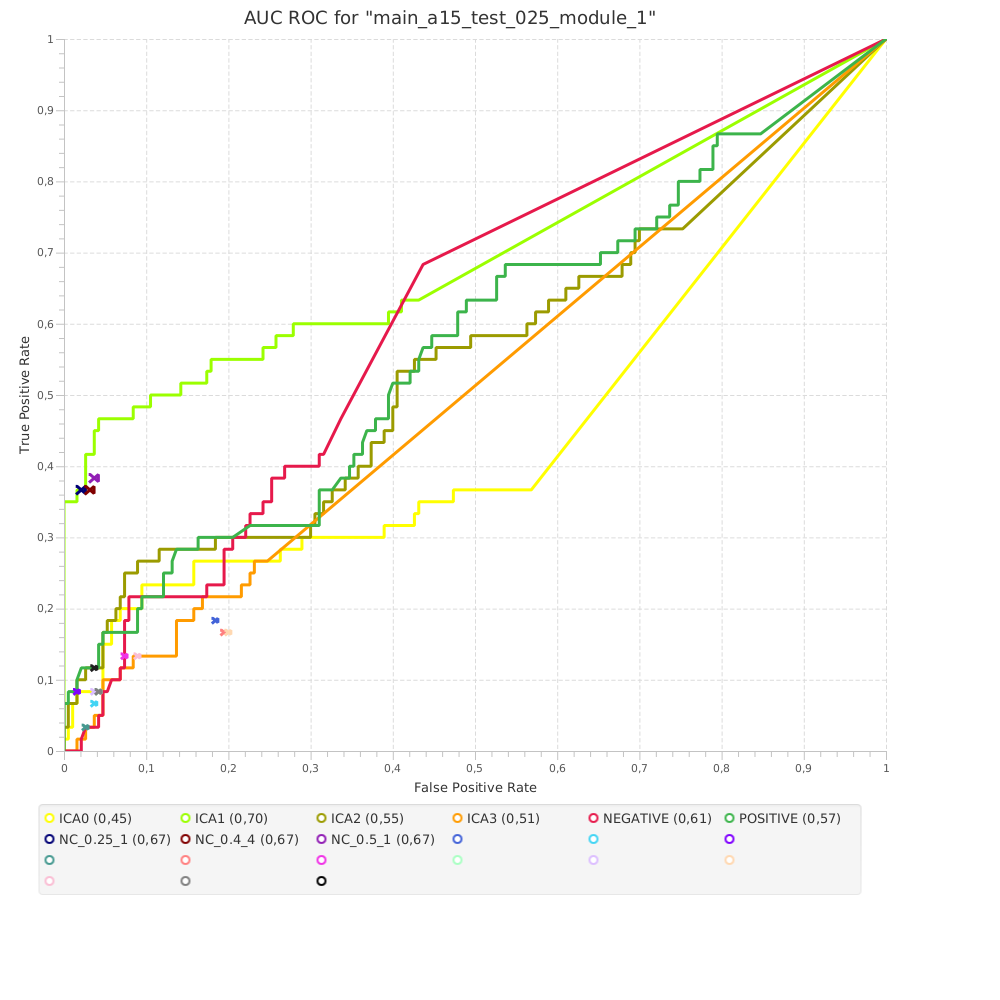 AUC ROC for "main_a15_test_025_module_1"
1
0,9
0,8
0,7
0,6
0,5
0,4
0,3
0,2
0,1
0
True Positive Rate
0 0,1 0,2 0,3 0,4 0,5 0,6 0,7 0,8 0,9 1
False Positive Rate
ICA0 (0,45) ICA1 (0,70) ICA2 (0,55) ICA3 (0,51) NEGATIVE (0,61) POSITIVE (0,57)
NC_0.25_1 (0,67) NC_0.4_4 (0,67) NC_0.5_1 (0,67)